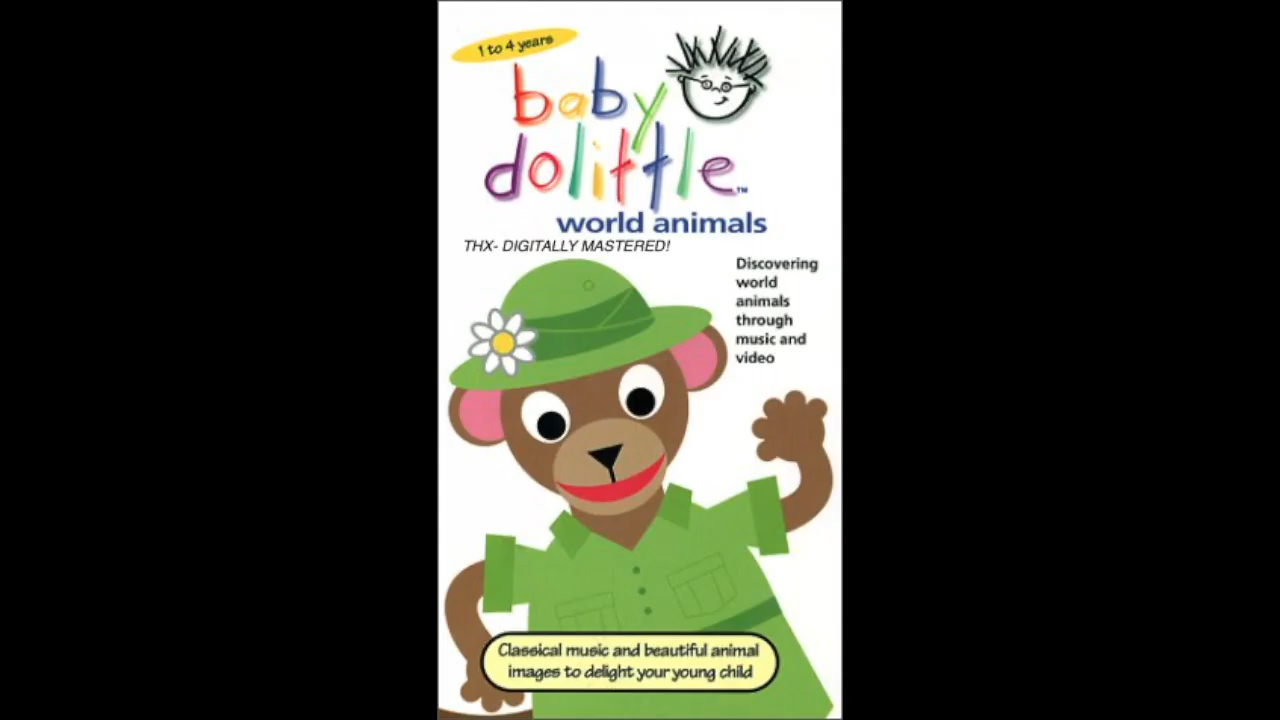 1 to 4 years
baby
dolittle™
world animals
THX- DIGITALLY MASTERED!
Discovering
world
animals
through
music and
video
Classical music and beautiful animal
images to delight your young child